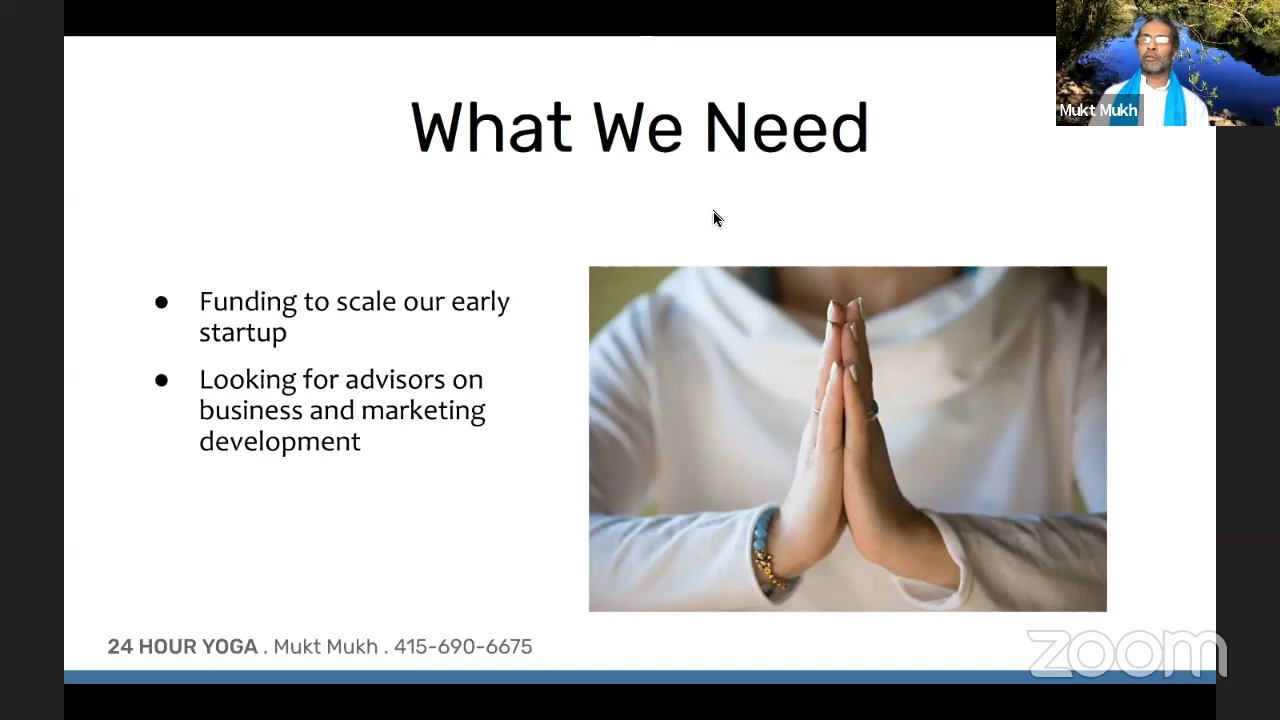 What We Need
Mukt Mukh
● Funding to scale our early
startup
● Looking for advisors on
business and marketing
development
24 HOUR YOGA . Mukt Mukh . 415-690-6675
zoom